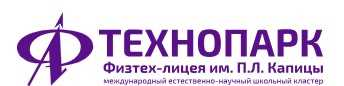 ТЕХНОПАРК
Физтех-лицея им. П.Л. Капицы
международный естественно-научный школьный кластер